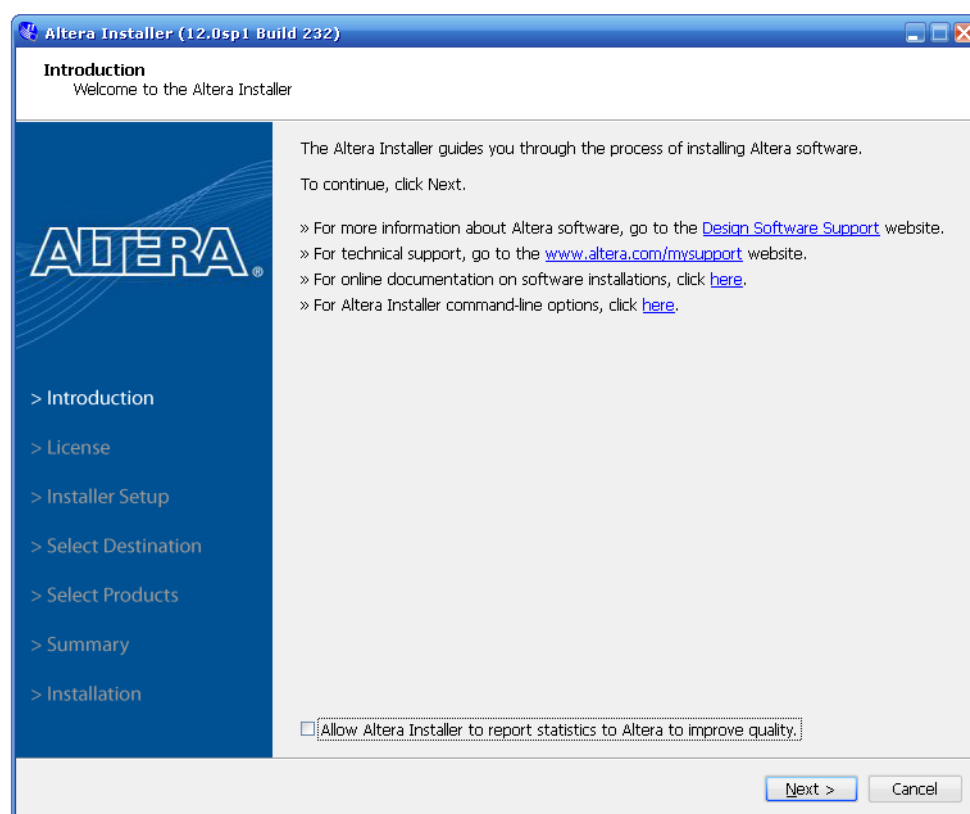 Altera Installer (12.0sp1 Build 232)
Introduction
Welcome to the Altera Installer
ALTERA®
> Introduction
> License
> Installer Setup
> Select Destination
> Select Products
> Summary
> Installation
The Altera Installer guides you through the process of installing Altera software.
To continue, click Next.
» For more information about Altera software, go to the Design Software Support website.
» For technical support, go to the www.altera.com/mysupport website.
» For online documentation on software installations, click here.
» For Altera Installer command-line options, click here.
Allow Altera Installer to report statistics to Altera to improve quality.
Next >
Cancel